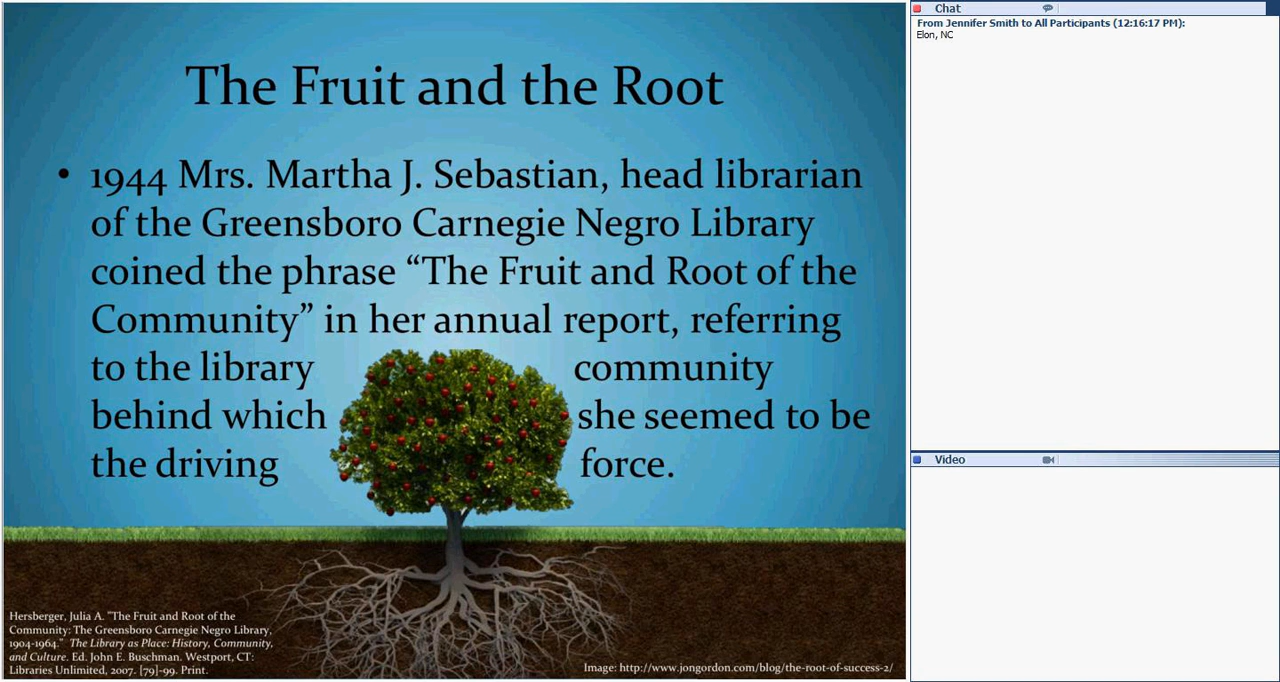 The Fruit and the Root
• 1944 Mrs. Martha J. Sebastian, head librarian
of the Greensboro Carnegie Negro Library
coined the phrase “The Fruit and Root of the
Community” in her annual report, referring
to the library community
behind which she seemed to be
the driving force.
Hersberger, Julia A. "The Fruit and Root of the
Community: The Greensboro Carnegie Negro Library,
1904-1964." The Library as Place: History, Community,
and Culture. Ed. John E. Buschman. Westport, CT:
Libraries Unlimited, 2007. [79]-99. Print.
Image: http://www.jongordon.com/blog/the-root-of-success-2/
Chat
From Jennifer Smith to All Participants (12:16:17 PM):
Elon, NC
Video